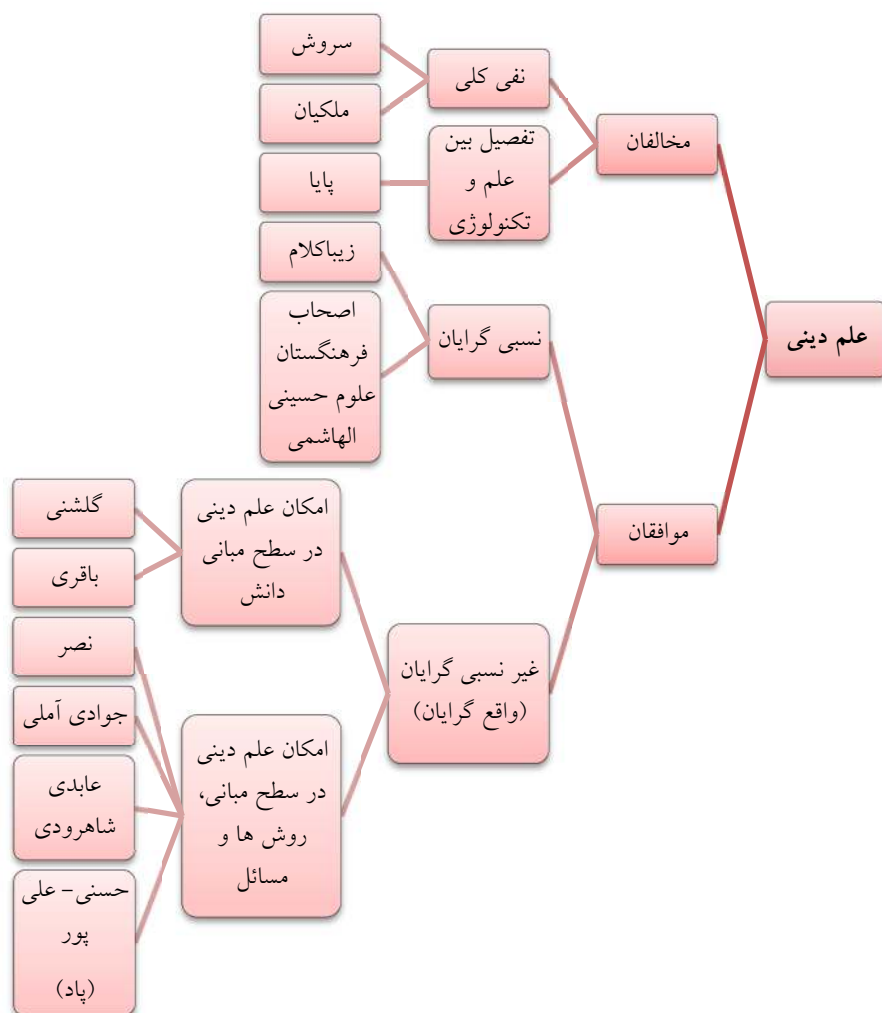 علم دینی
مخالفان
نفی کلی
سروش
ملکیان
تفصیل بین
علم و
تکنولوژی
پایا
موافقان
نسبی گرایان
زیباکلام
اصحاب
فرهنگستان
علوم حسینی
الهاشمی
غیر نسبی گرایان
(واقع گرایان)
امکان علم دینی
در سطح مبانی
دانش
گلشنی
باقری
امکان علم دینی
در سطح مبانی،
روش ها و
مسائل
نصر
جوادی آملی
عابدی
شاهرودی
حسنی- علی
پور
(پاد)